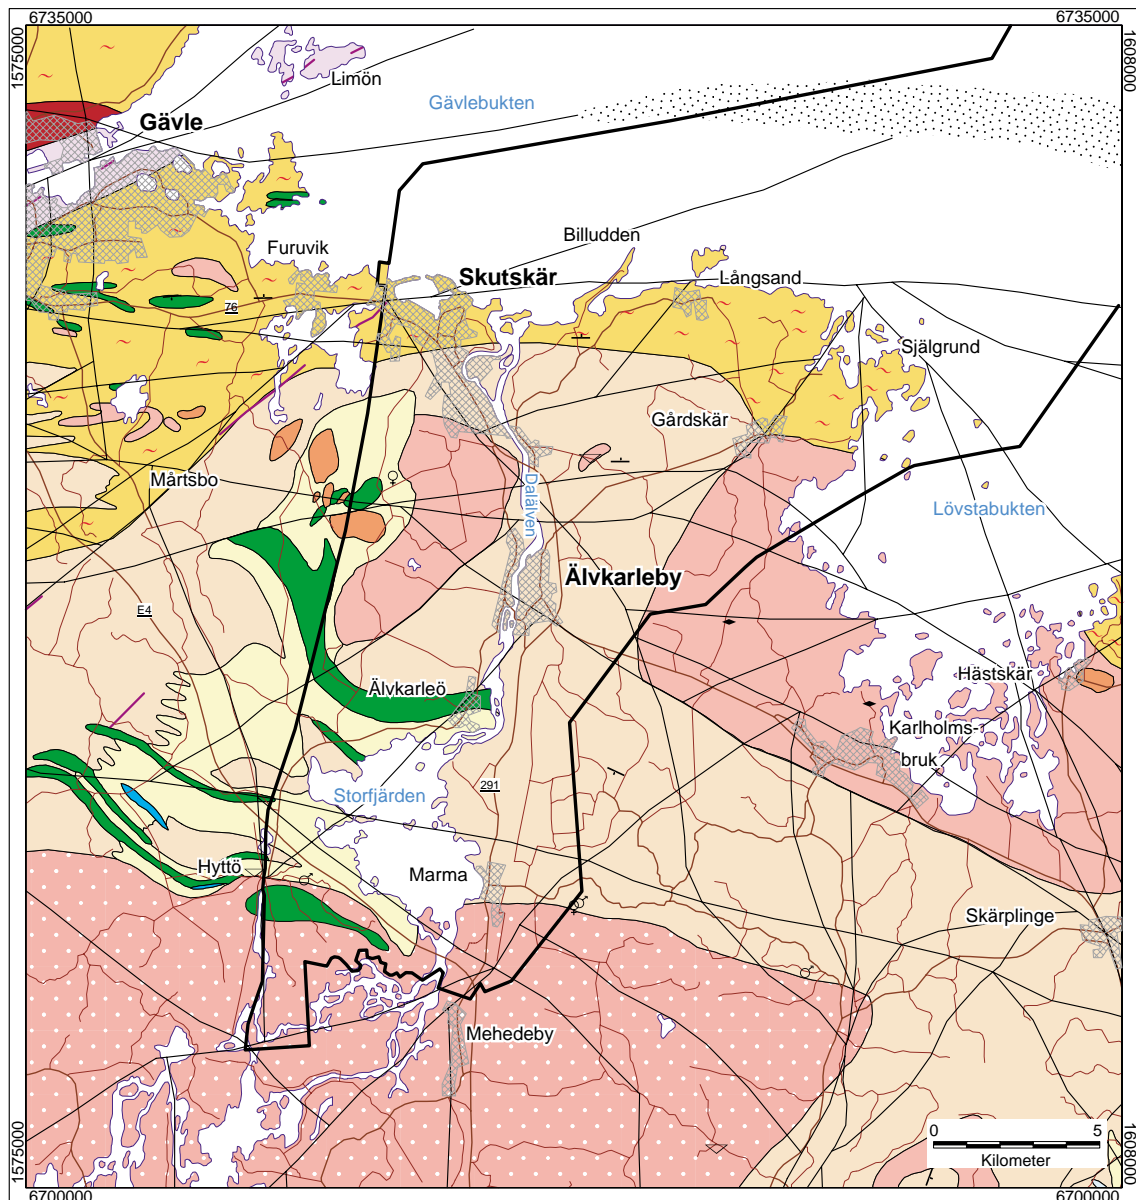 6735000
6735000
1575000
1608000
Limön
Gävlebukten
Gävle
Furuvik
Billudden
Skutskär
Långsand
76
Själgrund
Gårdskär
Mårtsbo
Dalälven
Lövstabukten
Älvkarleby
E4
Hästskär
Älvkarleö
Karlholms-
bruk
291
Storfjärden
Hyttö
Marma
Skärplinge
Mehedeby
0
5
Kilometer
1575000
1608000
6700000
6700000